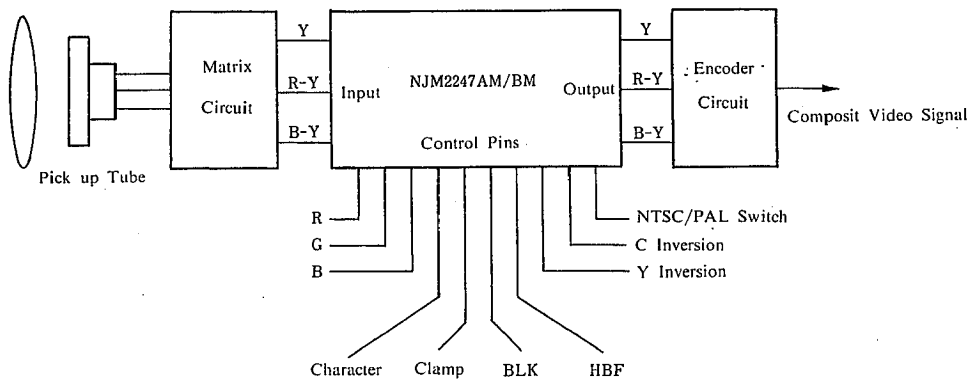 Y
Y
Matrix
Circuit
R-Y
Input
NJM2247AM/BM
Output
R-Y
Encoder
Circuit
Composit Video Signal
B-Y
Control Pins
B-Y
Pick up Tube
R
G
B
NTSC/PAL Switch
C Inversion
Y Inversion
Character
Clamp
BLK
HBF